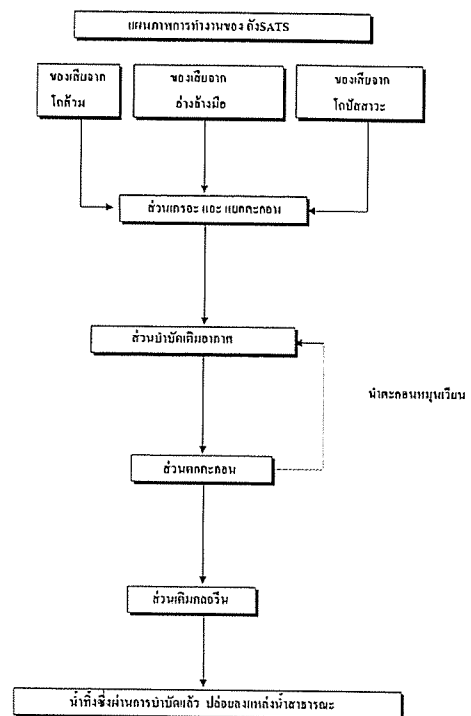 แผนภาพการทำงานของ ถังSATS
ของเสียจาก
โถส้วม
ของเสียจาก
อ่างล้างมือ
ของเสียจาก
โถปัสสาวะ
ส่วนเกรอะ และ แยกตะกอน
ส่วนบำบัดเติมอากาศ
นำตะกอนหมุนเวียน
ส่วนตกตะกอน
ส่วนเติมคลอรีน
น้ำทิ้งซึ่งผ่านการบำบัดแล้ว ปล่อยลงแหล่งน้ำสาธารณะ